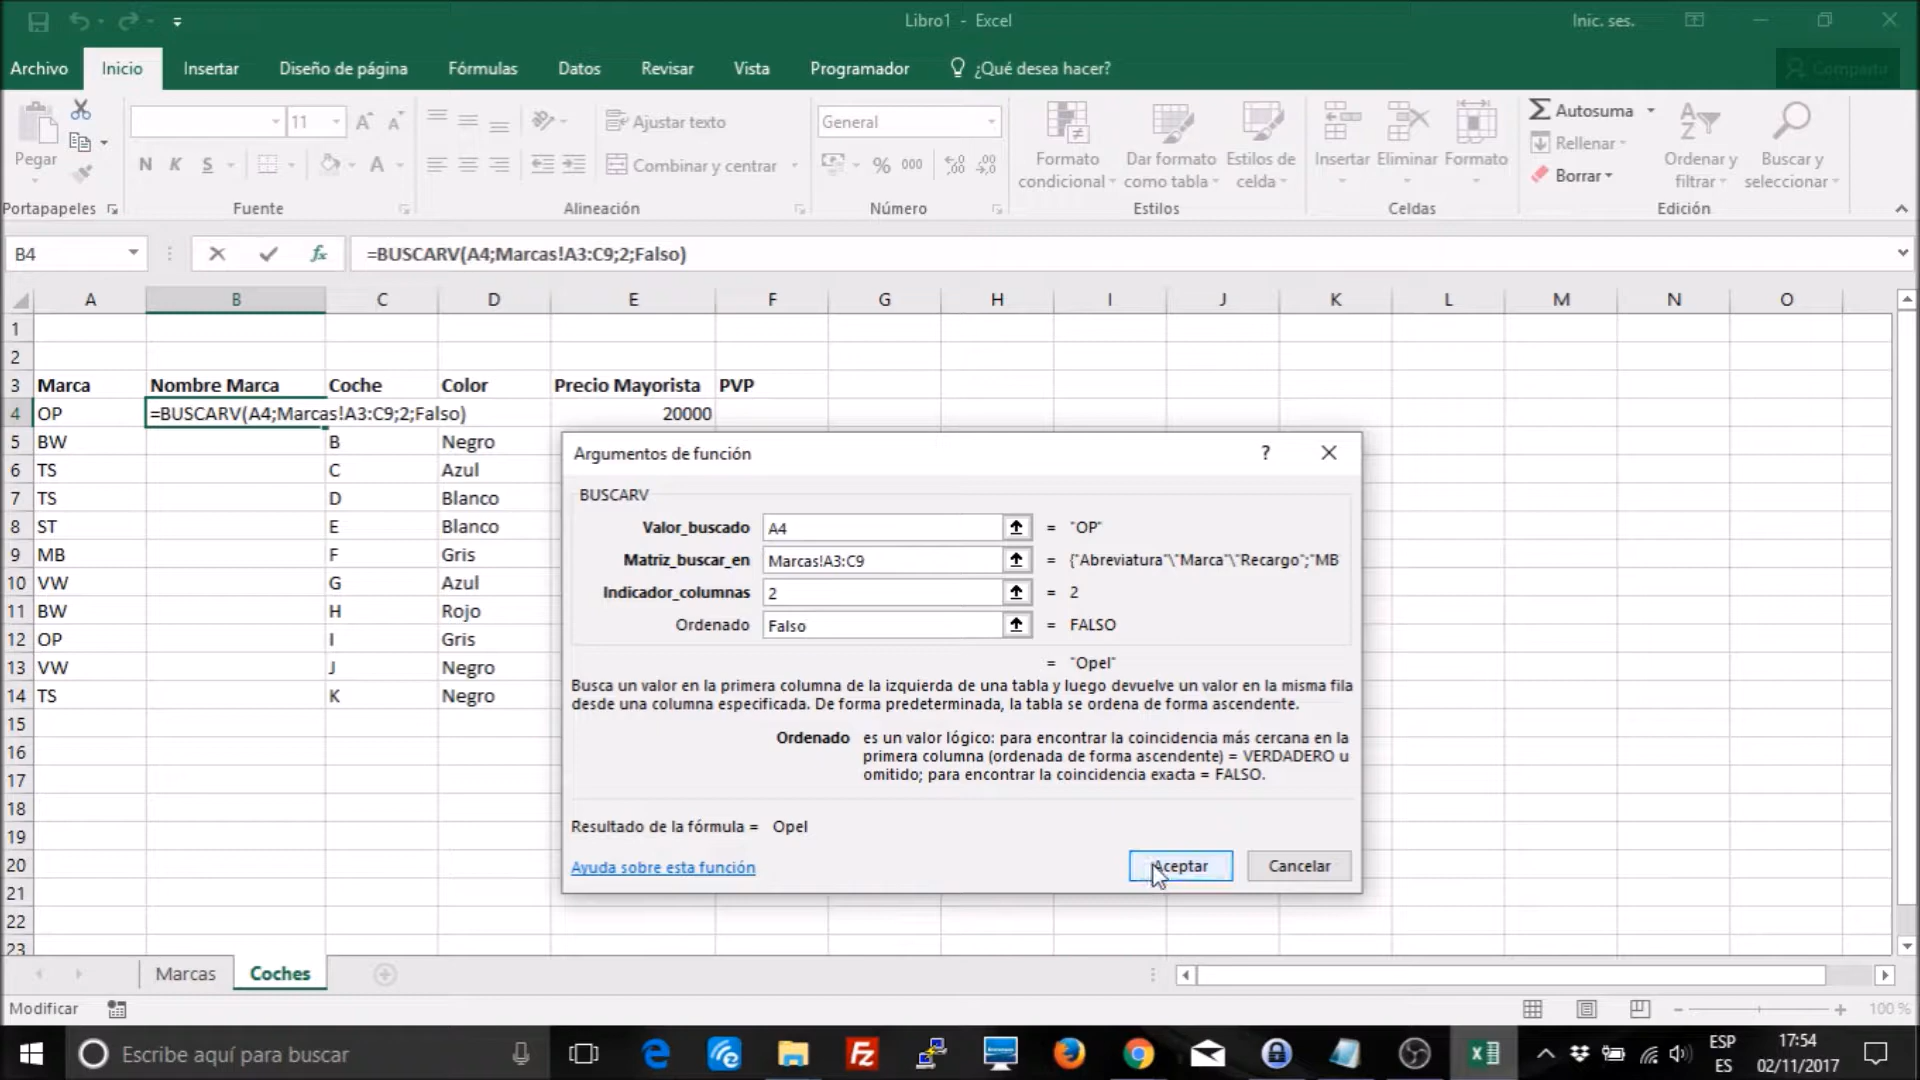 Libro1 - Excel
Inic. ses.
Archivo Inicio Insertar Diseño de página Fórmulas Datos Revisar Vista Programador ¿Qué desea hacer? Compartir
Pegar
Portapapeles
11
N K S
Fuente
Ajustar texto
Combinar y centrar
Alineación
General
% 000
Número
Formato condicional
Dar formato como tabla
Estilos de celda
Estilos
Insertar Eliminar Formato
Celdas
Autosuma
Rellenar
Borrar
Ordenar y filtrar
Buscar y seleccionar
Edición
B4 fx =BUSCARV(A4;Marcas!A3:C9;2;Falso)
A B C D E F G H I J K L M N O
1
2
3 Marca Nombre Marca Coche Color Precio Mayorista PVP
4 OP =BUSCARV(A4;Marcas!A3:C9;2;Falso) 20000
5 BW B Negro
6 TS C Azul
7 TS D Blanco
8 ST E Blanco
9 MB F Gris
10 VW G Azul
11 BW H Rojo
12 OP I Gris
13 VW J Negro
14 TS K Negro
15
16
17
18
19
20
21
22
23
Argumentos de función ?
BUSCARV
Valor_buscado A4 = "OP"
Matriz_buscar_en Marcas!A3:C9 = {"Abreviatura"\"Marca"\"Recargo";"MB
Indicador_columnas 2 = 2
Ordenado Falso = FALSO
= "Opel"
Busca un valor en la primera columna de la izquierda de una tabla y luego devuelve un valor en la misma fila
desde una columna especificada. De forma predeterminada, la tabla se ordena de forma ascendente.
Ordenado es un valor lógico: para encontrar la coincidencia más cercana en la
primera columna (ordenada de forma ascendente) = VERDADERO u
omitido; para encontrar la coincidencia exacta = FALSO.
Resultado de la fórmula = Opel
Ayuda sobre esta función
Aceptar Cancelar
Marcas Coches
Modificar
100 %
Escribe aquí para buscar
ESP
ES
17:54
02/11/2017